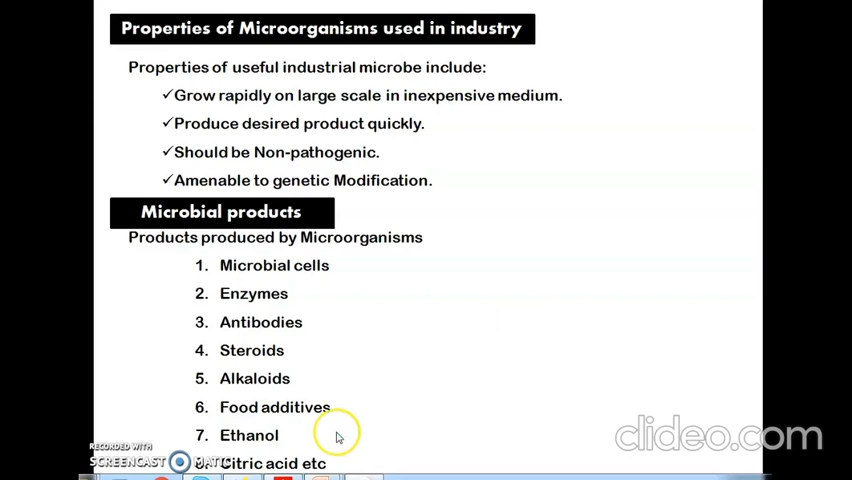 Properties of Microorganisms used in industry
Properties of useful industrial microbe include:
✓Grow rapidly on large scale in inexpensive medium.
✓Produce desired product quickly.
✓Should be Non-pathogenic.
✓Amenable to genetic Modification.
Microbial products
Products produced by Microorganisms
1. Microbial cells
2. Enzymes
3. Antibodies
4. Steroids
5. Alkaloids
6. Food additives
7. Ethanol
8. Citric acid etc
clideo.com
RECORDED WITH
SCREENCAST MATIC